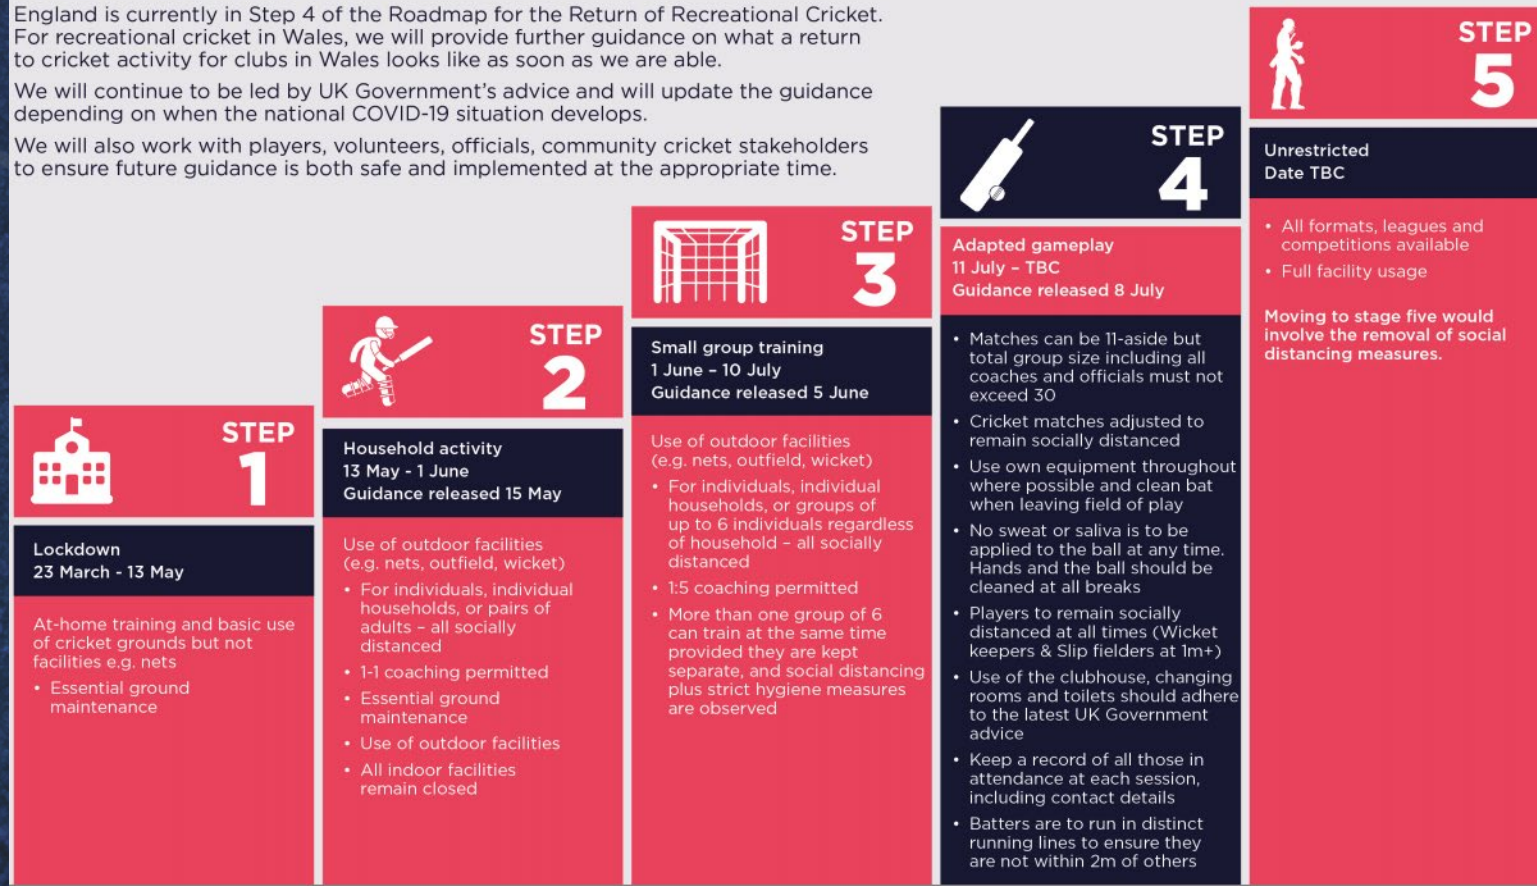 England is currently in Step 4 of the Roadmap for the Return of Recreational Cricket.
For recreational cricket in Wales, we will provide further guidance on what a return
to cricket activity for clubs in Wales looks like as soon as we are able.
We will continue to be led by UK Government's advice and will update the guidance
depending on when the national COVID-19 situation develops.
We will also work with players, volunteers, officials, community cricket stakeholders
to ensure future guidance is both safe and implemented at the appropriate time.
STEP
1
Lockdown
23 March - 13 May
At-home training and basic use
of cricket grounds but not
facilities e.g. nets
• Essential ground
maintenance
STEP
2
Household activity
13 May - 1 June
Guidance released 15 May
Use of outdoor facilities
(e.g. nets, outfield, wicket)
• For individuals, individual
households, or pairs of
adults – all socially
distanced
• 1-1 coaching permitted
• Essential ground
maintenance
• Use of outdoor facilities
• All indoor facilities
remain closed
STEP
3
Small group training
1 June – 10 July
Guidance released 5 June
Use of outdoor facilities
(e.g. nets, outfield, wicket)
• For individuals, individual
households, or groups of
up to 6 individuals regardless
of household – all socially
distanced
• 1:5 coaching permitted
• More than one group of 6
can train at the same time
provided they are kept
separate, and social distancing
plus strict hygiene measures
are observed
STEP
4
Adapted gameplay
11 July – TBC
Guidance released 8 July
• Matches can be 11-aside but
total group size including all
coaches and officials must not
exceed 30
• Cricket matches adjusted to
remain socially distanced
• Use own equipment throughout
where possible and clean bat
when leaving field of play
• No sweat or saliva is to be
applied to the ball at any time.
Hands and the ball should be
cleaned at all breaks
• Players to remain socially
distanced at all times (Wicket
keepers & Slip fielders at 1m+)
• Use of the clubhouse, changing
rooms and toilets should adhere
to the latest UK Government
advice
• Keep a record of all those in
attendance at each session,
including contact details
• Batters are to run in distinct
running lines to ensure they
are not within 2m of others
STEP
5
Unrestricted
Date TBC
• All formats, leagues and
competitions available
• Full facility usage
Moving to stage five would
involve the removal of social
distancing measures.